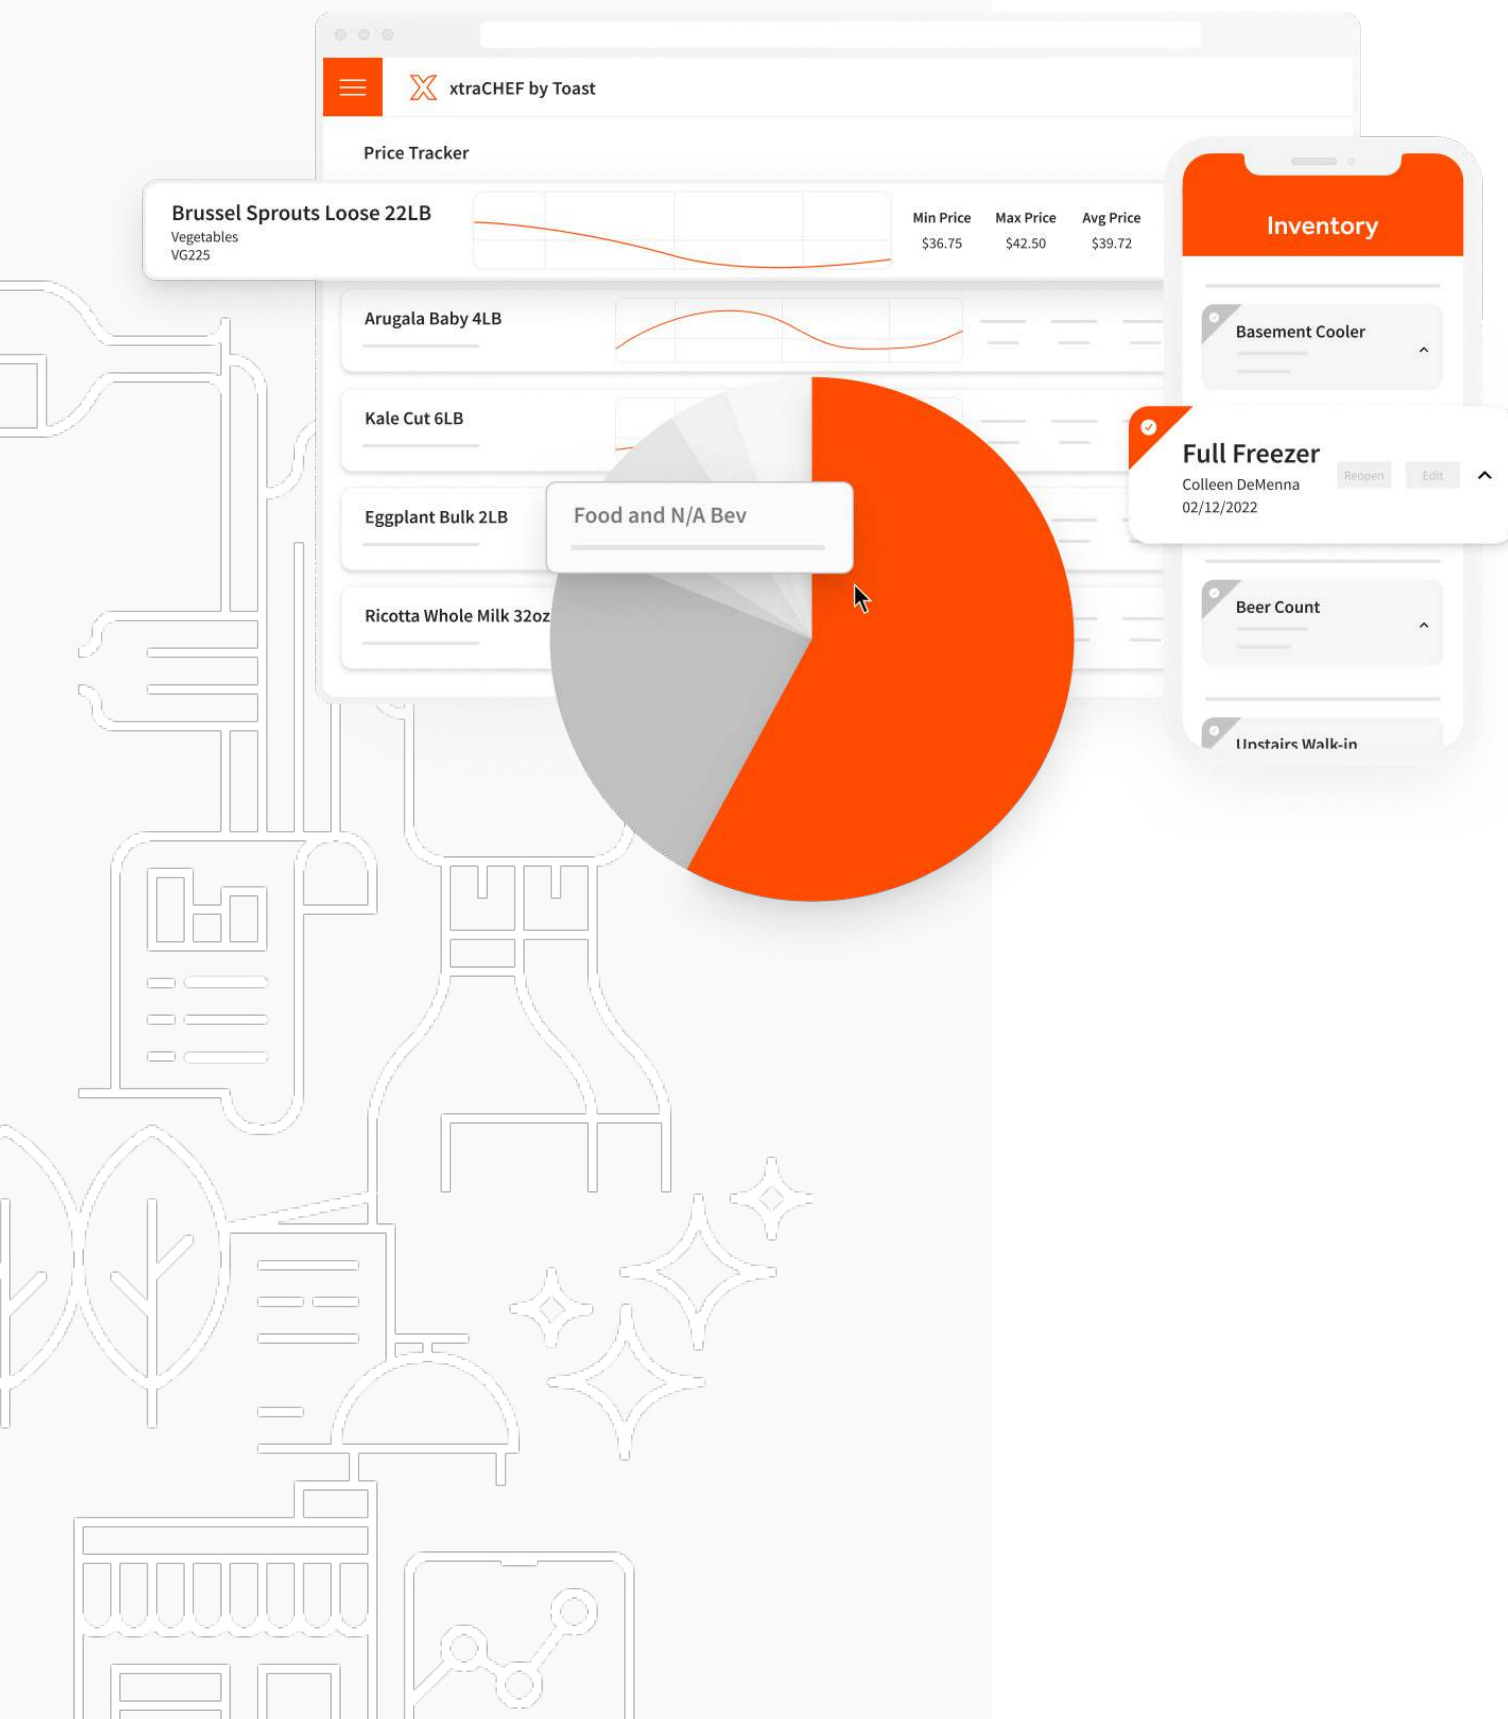 xtraCHEF by Toast
Price Tracker
Brussel Sprouts Loose 22LB
Vegetables
VG225
Min Price Max Price Avg Price
$36.75 $42.50 $39.72
Arugala Baby 4LB
Kale Cut 6LB
Eggplant Bulk 2LB
Ricotta Whole Milk 32oz
Food and N/A Bev
Inventory
Basement Cooler
Full Freezer
Colleen DeMenna
02/12/2022
Reopen Edit
Beer Count
Upstairs Walk-in